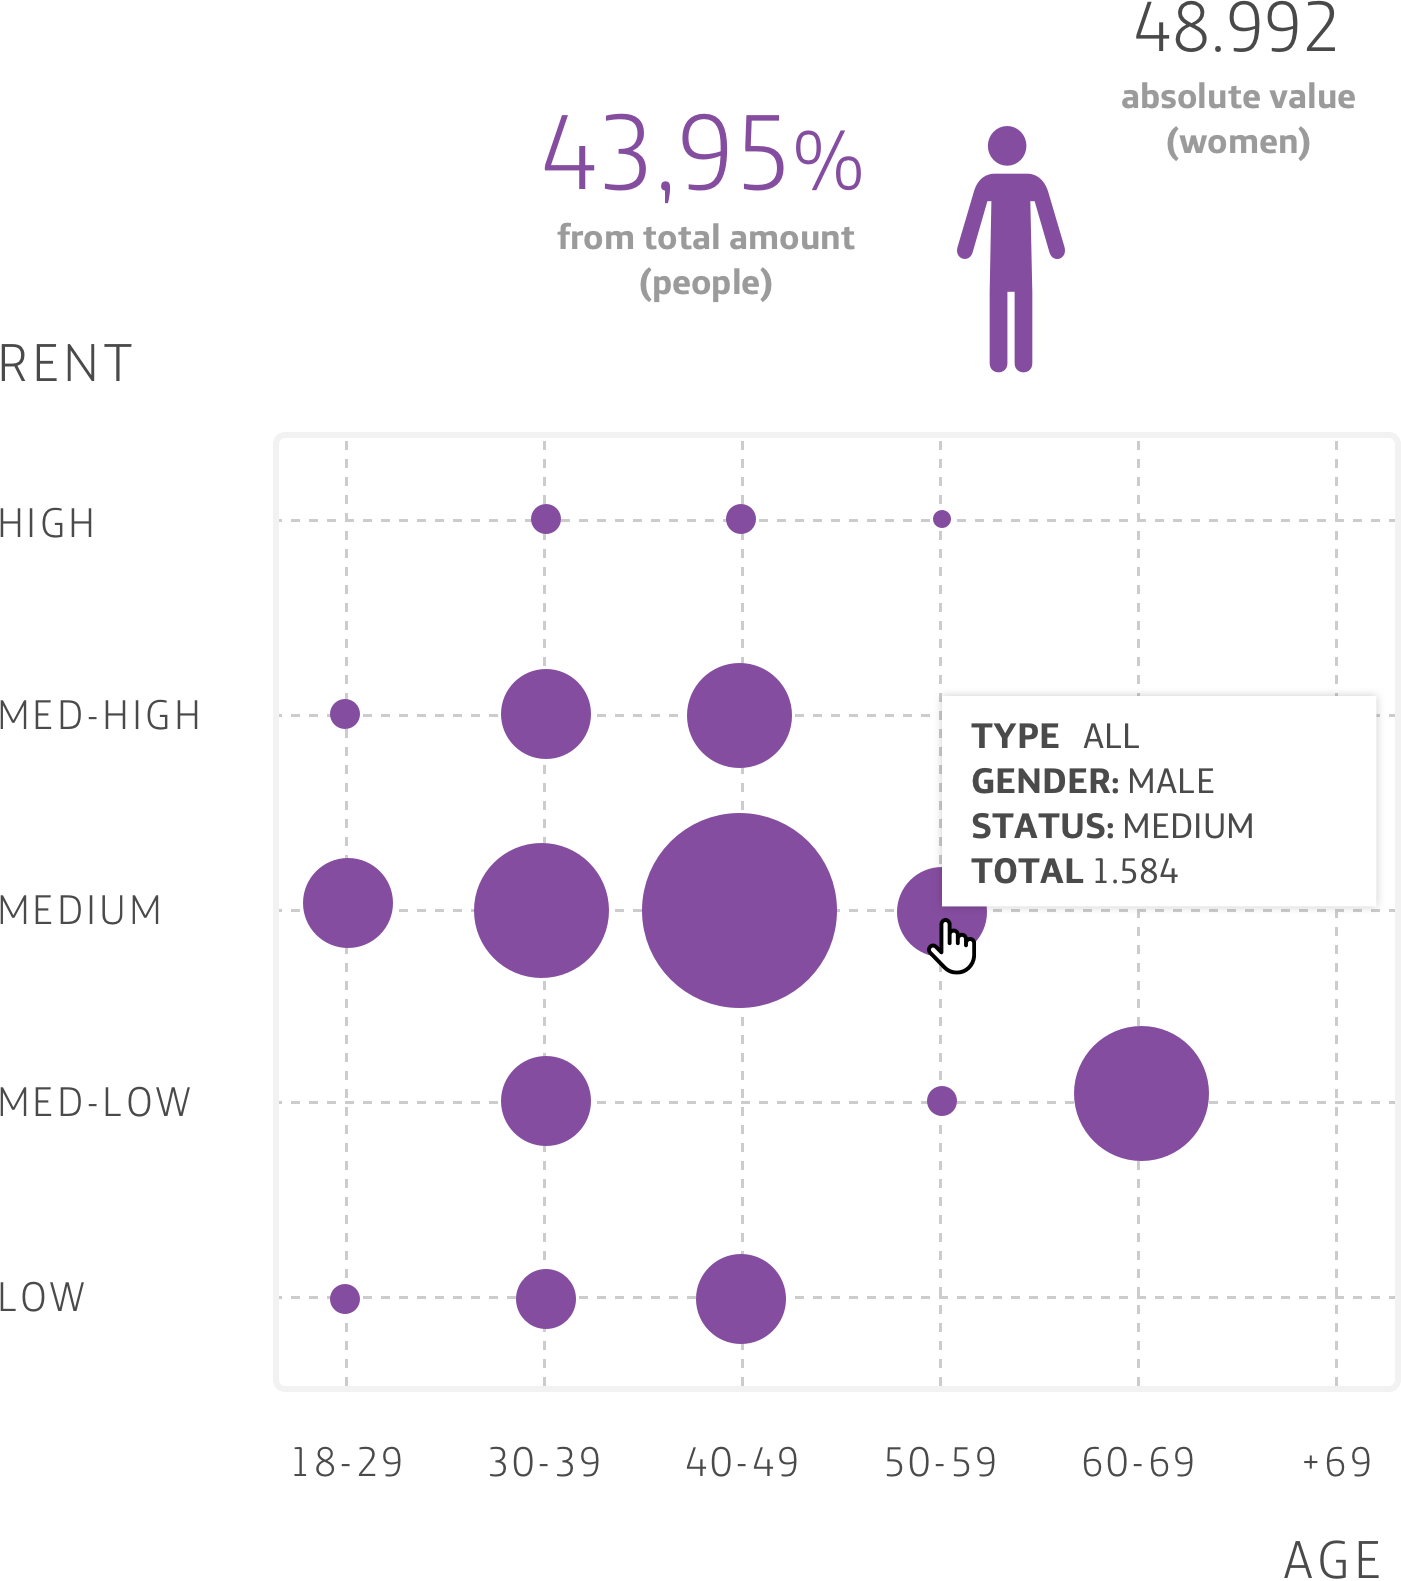 48.992
absolute value
(women)
43,95%
from total amount
(people)
RENT
HIGH
MED-HIGH
TYPE ALL
GENDER: MALE
STATUS: MEDIUM
TOTAL 1.584
MEDIUM
MED-LOW
LOW
18-29 30-39 40-49 50-59 60-69 +69
AGE